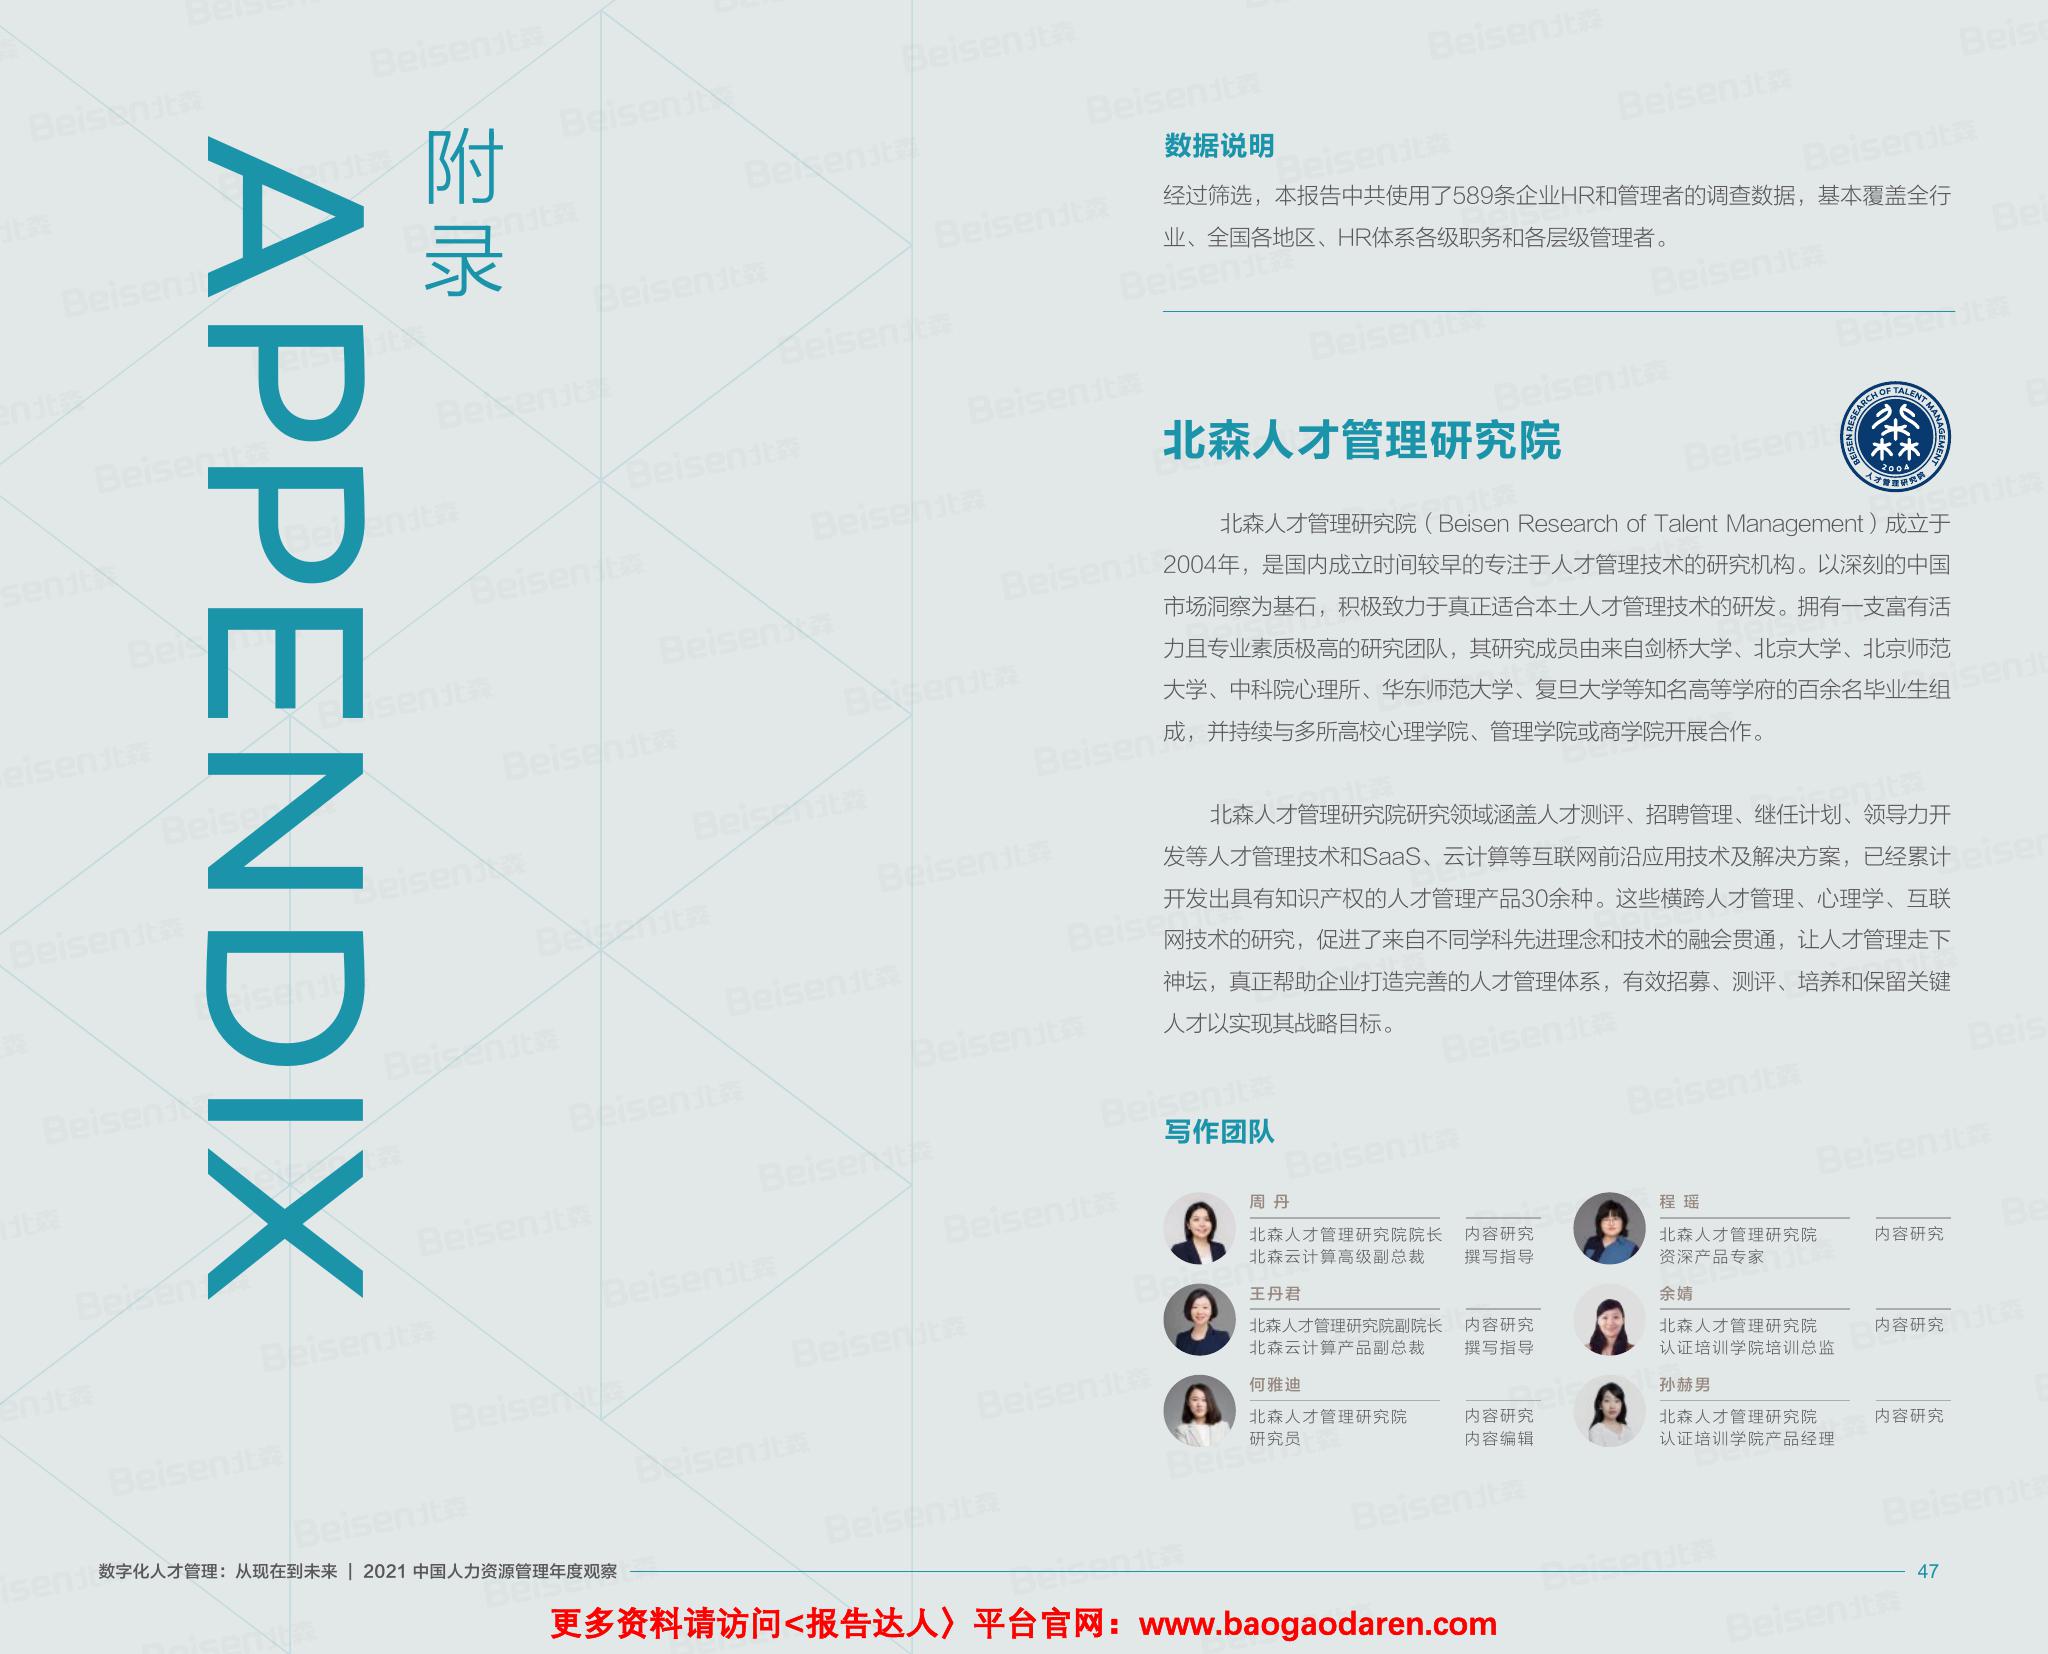 附录
APPENDIX
数据说明
经过筛选，本报告中共使用了589条企业HR和管理者的调查数据，基本覆盖全行
业、全国各地区、HR体系各级职务和各层级管理者。
北森人才管理研究院
BEISEN RESEARCH OF TALENT MANAGEMENT
2004
人才管理研究院
北森人才管理研究院（Beisen Research of Talent Management）成立于
2004年，是国内成立时间较早的专注于人才管理技术的研究机构。以深刻的中国
市场洞察为基石，积极致力于真正适合本土人才管理技术的研发。拥有一支富有活
力且专业素质极高的研究团队，其研究成员由来自剑桥大学、北京大学、北京师范
大学、中科院心理所、华东师范大学、复旦大学等知名高等学府的百余名毕业生组
成，并持续与多所高校心理学院、管理学院或商学院开展合作。
北森人才管理研究院研究领域涵盖人才测评、招聘管理、继任计划、领导力开
发等人才管理技术和SaaS、云计算等互联网前沿应用技术及解决方案，已经累计
开发出具有知识产权的人才管理产品30余种。这些横跨人才管理、心理学、互联
网技术的研究，促进了来自不同学科先进理念和技术的融会贯通，让人才管理走下
神坛，真正帮助企业打造完善的人才管理体系，有效招募、测评、培养和保留关键
人才以实现其战略目标。
写作团队
周 丹
北森人才管理研究院院长 内容研究
北森云计算高级副总裁 撰写指导
程 瑶
北森人才管理研究院 内容研究
资深产品专家
王丹君
北森人才管理研究院副院长 内容研究
北森云计算产品副总裁 撰写指导
余婧
北森人才管理研究院 内容研究
认证培训学院培训总监
何雅迪
北森人才管理研究院 内容研究
研究员 内容编辑
孙赫男
北森人才管理研究院 内容研究
认证培训学院产品经理
数字化人才管理：从现在到未来 | 2021 中国人力资源管理年度观察
47
更多资料请访问<报告达人〉平台官网：www.baogaodaren.com
Beisen北森